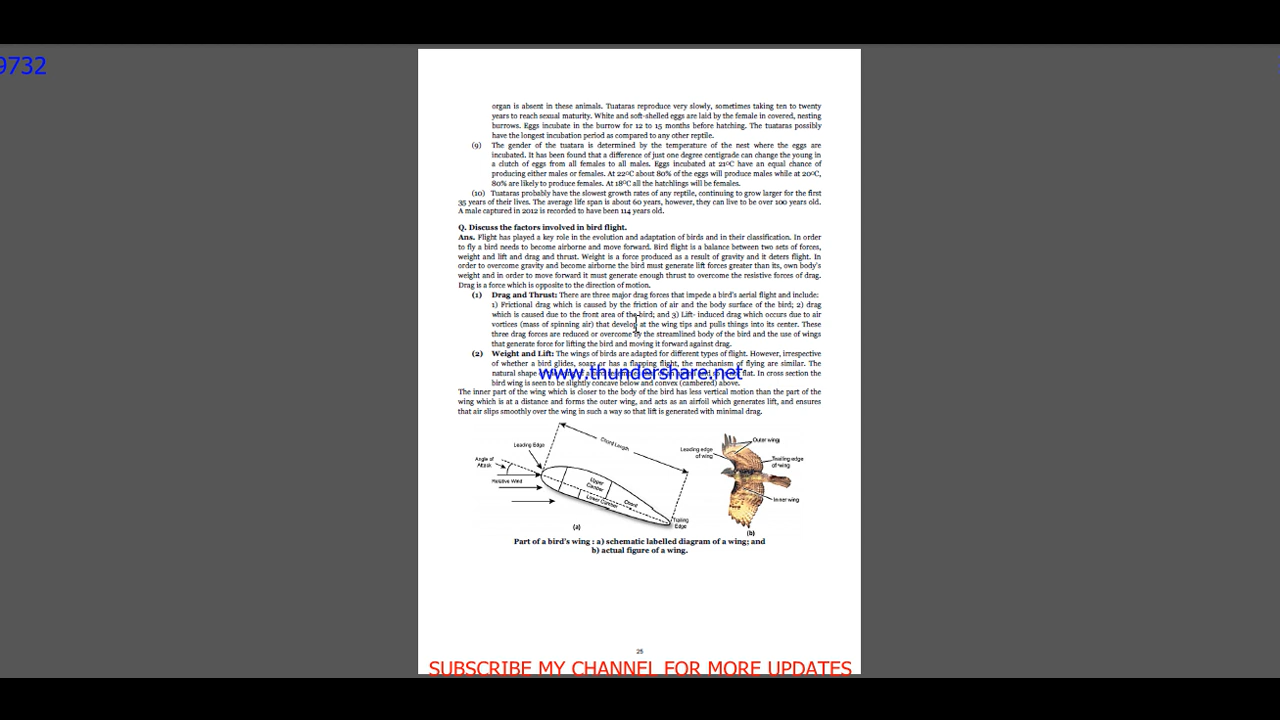 9732
organ is absent in these animals. Tuataras reproduce very slowly, sometimes taking ten to twenty
years to reach sexual maturity. White and soft-shelled eggs are laid by the female in covered, nesting
burrows. Eggs incubate in the burrow for 12 to 15 months before hatching. The tuataras possibly
have the longest incubation period as compared to any other reptile.
(9) The gender of the tuatara is determined by the temperature of the nest where the eggs are
incubated. It has been found that a difference of just one degree centigrade can change the young in
a clutch of eggs from all females to all males. Eggs incubated at 21°C have an equal chance of
producing either males or females. At 22°C about 80% of the eggs will produce males while at 20°C,
80% are likely to produce females. At 18°C all the hatchlings will be females.
(10) Tuataras probably have the slowest growth rates of any reptile, continuing to grow larger for the first
35 years of their lives. The average life span is about 60 years, however, they can live to be over 100 years old.
A male captured in 2012 is recorded to have been 114 years old.
Q. Discuss the factors involved in bird flight.
Ans. Flight has played a key role in the evolution and adaptation of birds and in their classification. In order
to fly a bird needs to become airborne and move forward. Bird flight is a balance between two sets of forces,
weight and lift and drag and thrust. Weight is a force produced as a result of gravity and it deters flight. In
order to overcome gravity and become airborne the bird must generate lift forces greater than its, own body's
weight and in order to move forward it must generate enough thrust to overcome the resistive forces of drag.
Drag is a force which is opposite to the direction of motion.
(1) Drag and Thrust: There are three major drag forces that impede a bird's aerial flight and include:
1) Frictional drag which is caused by the friction of air and the body surface of the bird; 2) drag
which is caused due to the front area of the bird; and 3) Lift- induced drag which occurs due to air
vortices (mass of spinning air) that develop at the wing tips and pulls things into its center. These
three drag forces are reduced or overcome by the streamlined body of the bird and the use of wings
that generate force for lifting the bird and moving it forward against drag.
(2) Weight and Lift: The wings of birds are adapted for different types of flight. However, irrespective
of whether a bird glides, soars or has a flapping flight, the mechanism of flying are similar. The
natural shape flat. In cross section the
www.thundershare.net
bird wing is seen to be slightly concave below and convex (cambered) above.
The inner part of the wing which is closer to the body of the bird has less vertical motion than the part of the
wing which is at a distance and forms the outer wing, and acts as an airfoil which generates lift, and ensures
that air slips smoothly over the wing in such a way so that lift is generated with minimal drag.
Leading Edge
Chord Length
Angle of
Attack
Relative Wind
Upper
Camber
Lower Camber
Chord
Trailing
Edge
(a)
Outer wing
Leading edge
of wing
Trailing edge
of wing
Inner wing
(b)
Part of a bird's wing : a) schematic labelled diagram of a wing; and
b) actual figure of a wing.
25
SUBSCRIBE MY CHANNEL FOR MORE UPDATES